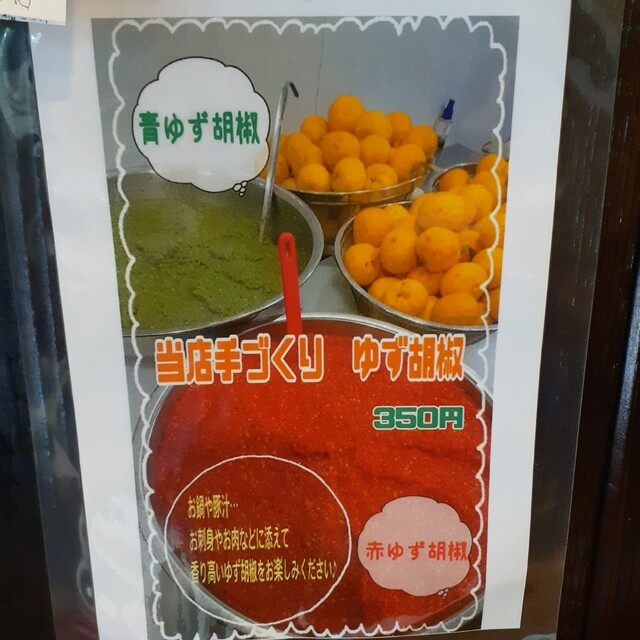 青ゆず胡椒
当店手づくり ゆず胡椒
350円
お鍋や豚汁…
お刺身やお肉などに添えて
香り高いゆず胡椒をお楽しみください♪
赤ゆず胡椒